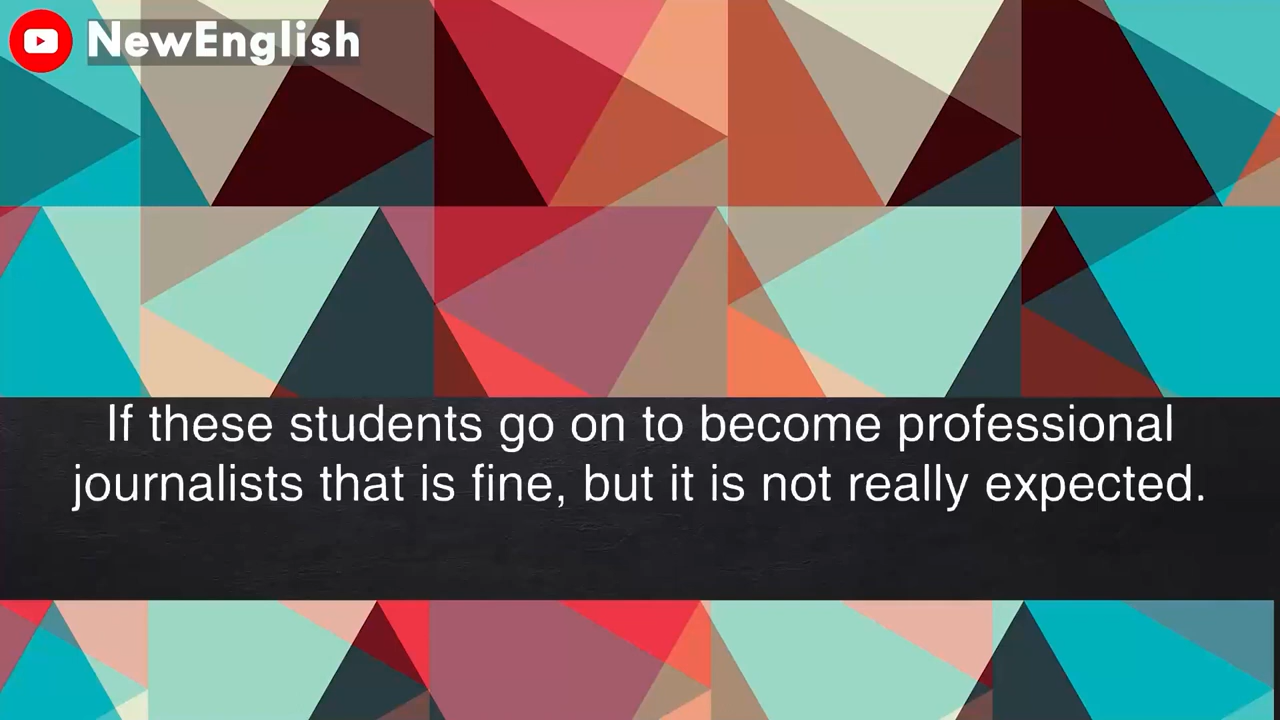 NewEnglish
If these students go on to become professional
journalists that is fine, but it is not really expected.